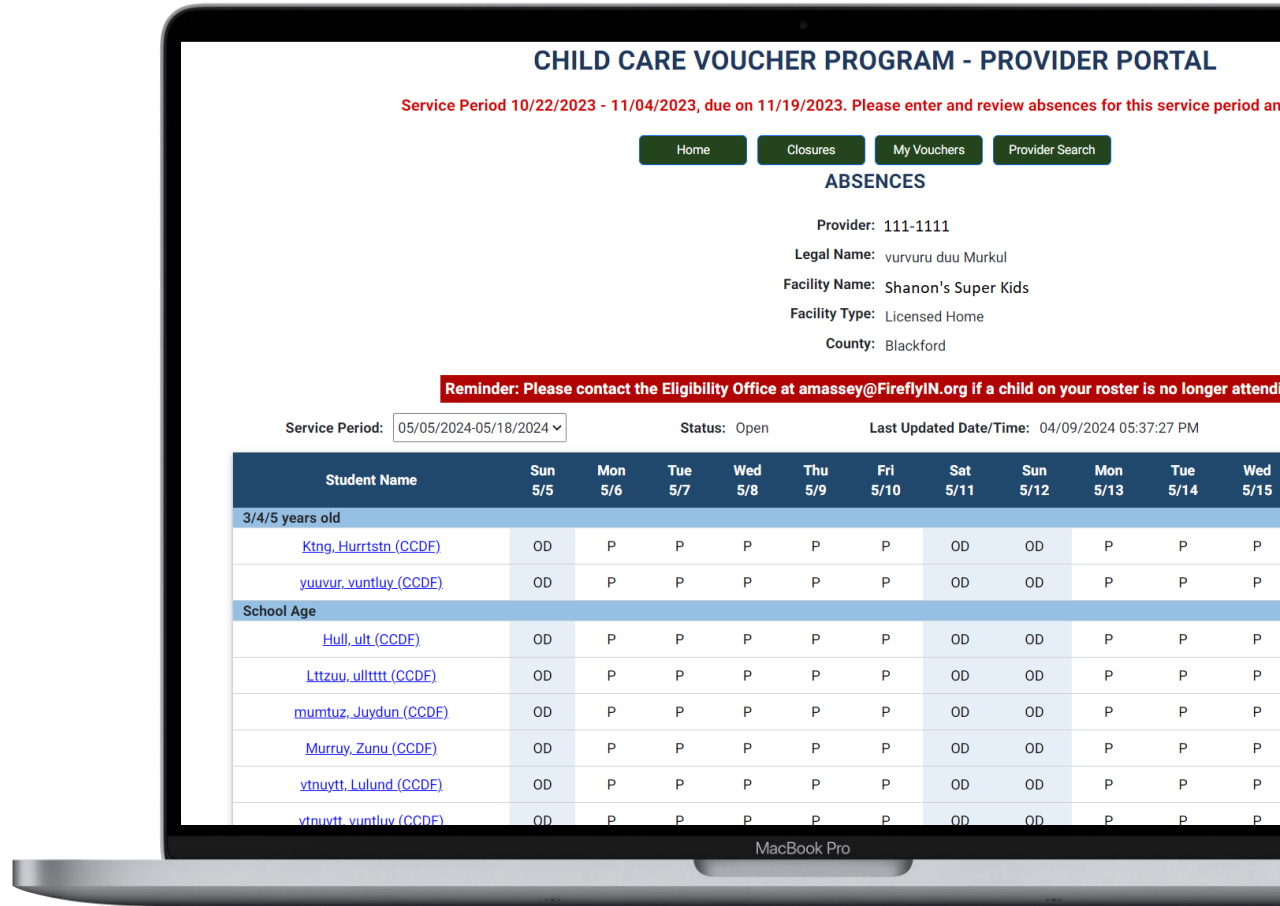 CHILD CARE VOUCHER PROGRAM - PROVIDER PORTAL
Service Period 10/22/2023 - 11/04/2023, due on 11/19/2023. Please enter and review absences for this service period an
Home Closures My Vouchers Provider Search
ABSENCES
Provider: 111-1111
Legal Name: vurvuru duu Murkul
Facility Name: Shanon's Super Kids
Facility Type: Licensed Home
County: Blackford
Reminder: Please contact the Eligibility Office at amassey@FireflyIN.org if a child on your roster is no longer attendi
Service Period: 05/05/2024-05/18/2024 Status: Open Last Updated Date/Time: 04/09/2024 05:37:27 PM
Student Name Sun 5/5 Mon 5/6 Tue 5/7 Wed 5/8 Thu 5/9 Fri 5/10 Sat 5/11 Sun 5/12 Mon 5/13 Tue 5/14 Wed 5/15
3/4/5 years old
Ktng, Hurrtstn (CCDF) OD P P P P P OD OD P P P
yuuvur, vuntluy (CCDF) OD P P P P P OD OD P P P
School Age
Hull, ult (CCDF) OD P P P P P OD OD P P P
Lttzuu, ulltttt (CCDF) OD P P P P P OD OD P P P
mumtuz, Juydun (CCDF) OD P P P P P OD OD P P P
Murruy, Zunu (CCDF) OD P P P P P OD OD P P P
vtnuytt, Lulund (CCDF) OD P P P P P OD OD P P P
vtnuytt, vuntluy (CCDF) OD P P P P P OD OD P P P
MacBook Pro